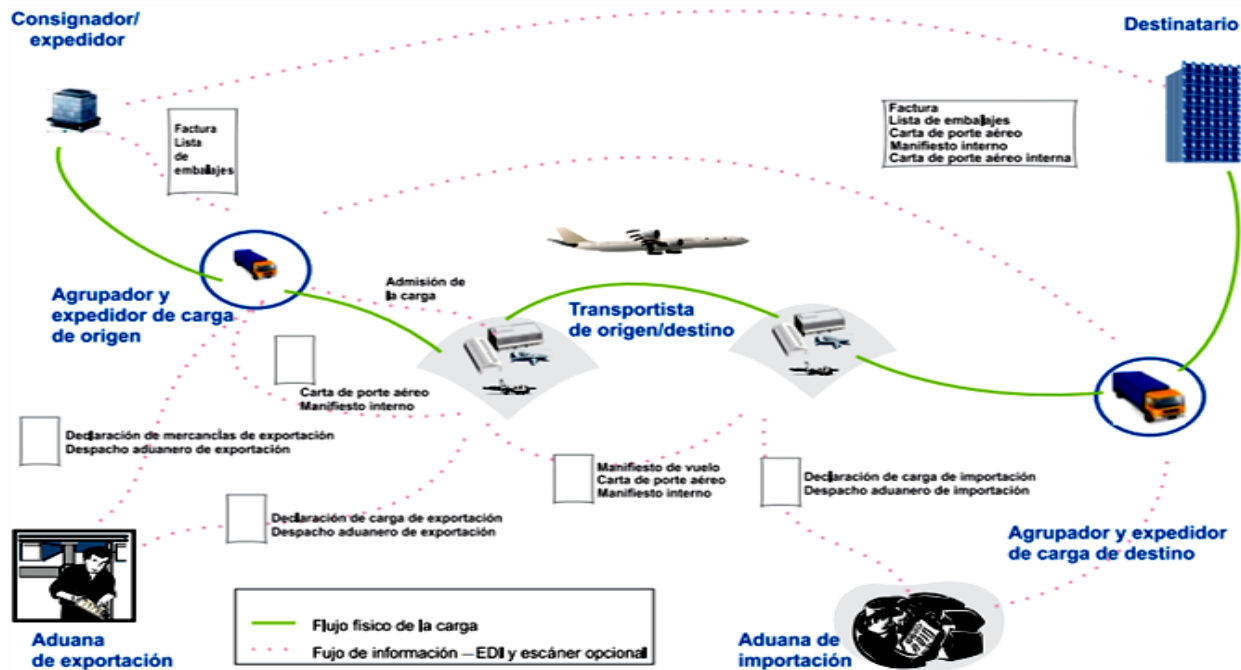 Consignador/
expedidor
Destinatario
Factura
Lista
de
embalajes
Factura
Lista de embalajes
Carta de porte aéreo
Manifiesto interno
Carta de porte aéreo interna
Agrupador y
expedidor de carga
de origen
Admisión de
la carga
Transportista
de origen/destino
Carta de porte aéreo
Manifiesto interno
Declaración de mercancías de exportación
Despacho aduanero de exportación
Manifiesto de vuelo
Carta de porte aéreo
Manifiesto interno
Declaración de carga de importación
Despacho aduanero de importación
Declaración de carga de exportación
Despacho aduanero de exportación
Agrupador y expedidor
de carga de destino
Flujo físico de la carga
Fujo de información – EDI y escáner opcional
Aduana
de exportación
Aduana de
importación